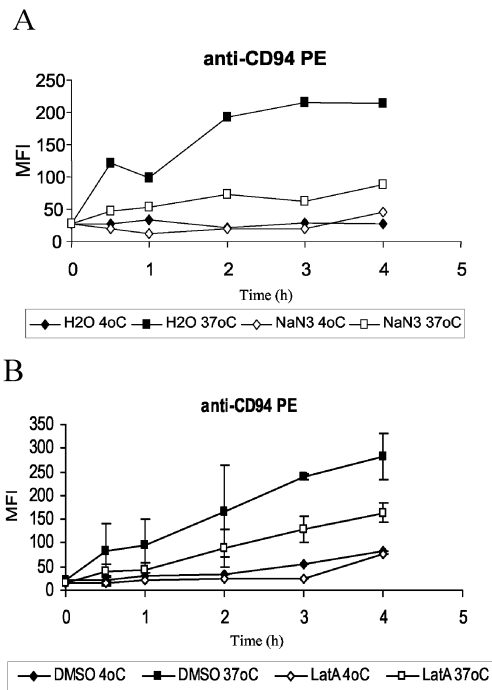 A
anti-CD94 PE
250
200
150
100
50
0
MFI
0 1 2 3 4 5
Time (h)
H2O 4oC H2O 37oC NaN3 4oC NaN3 37oC
B
anti-CD94 PE
350
300
250
200
150
100
50
0
MFI
0 1 2 3 4 5
Time (h)
DMSO 4oC DMSO 37oC LatA 4oC LatA 37oC